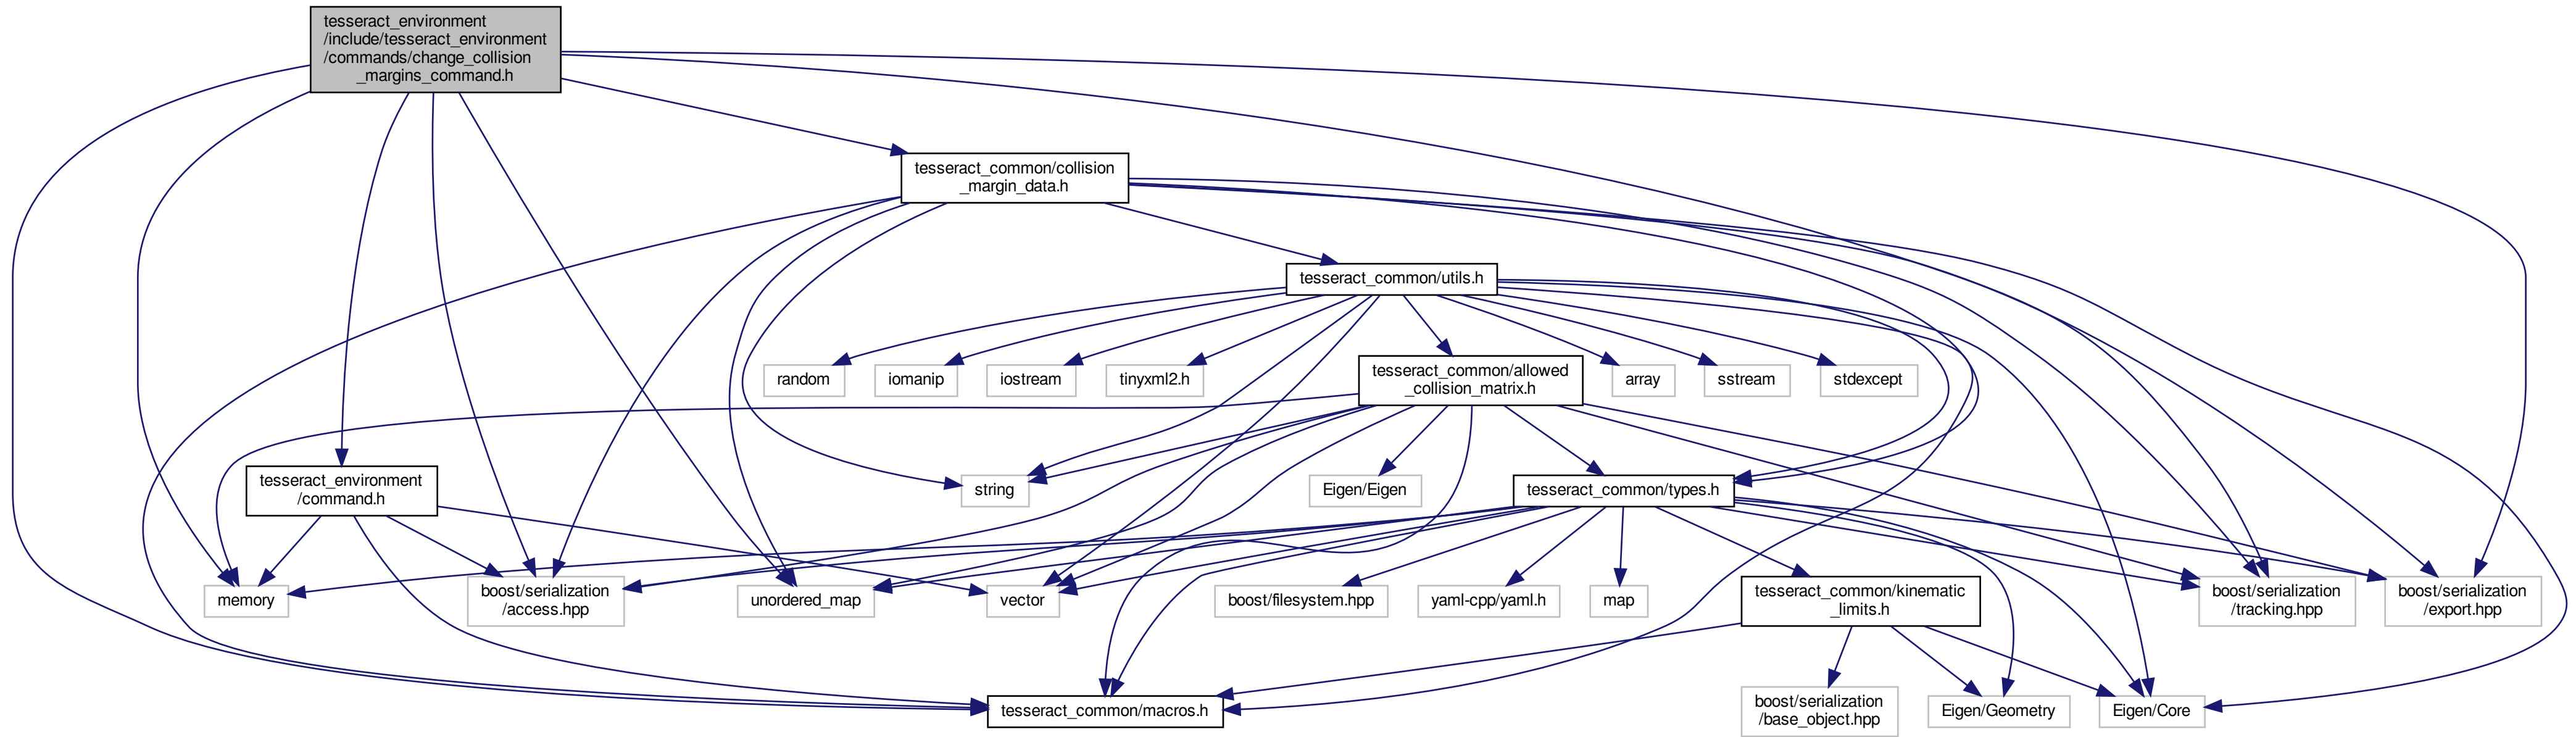 tesseract_environment
/include/tesseract_environment
/commands/change_collision
_margins_command.h
tesseract_common/collision
_margin_data.h
tesseract_common/utils.h
random
iomanip
iostream
tinyxml2.h
tesseract_common/allowed
_collision_matrix.h
array
sstream
stdexcept
tesseract_environment
/command.h
string
Eigen/Eigen
tesseract_common/types.h
memory
boost/serialization
/access.hpp
unordered_map
vector
boost/filesystem.hpp
yaml-cpp/yaml.h
map
tesseract_common/kinematic
_limits.h
boost/serialization
/tracking.hpp
boost/serialization
/export.hpp
tesseract_common/macros.h
boost/serialization
/base_object.hpp
Eigen/Geometry
Eigen/Core